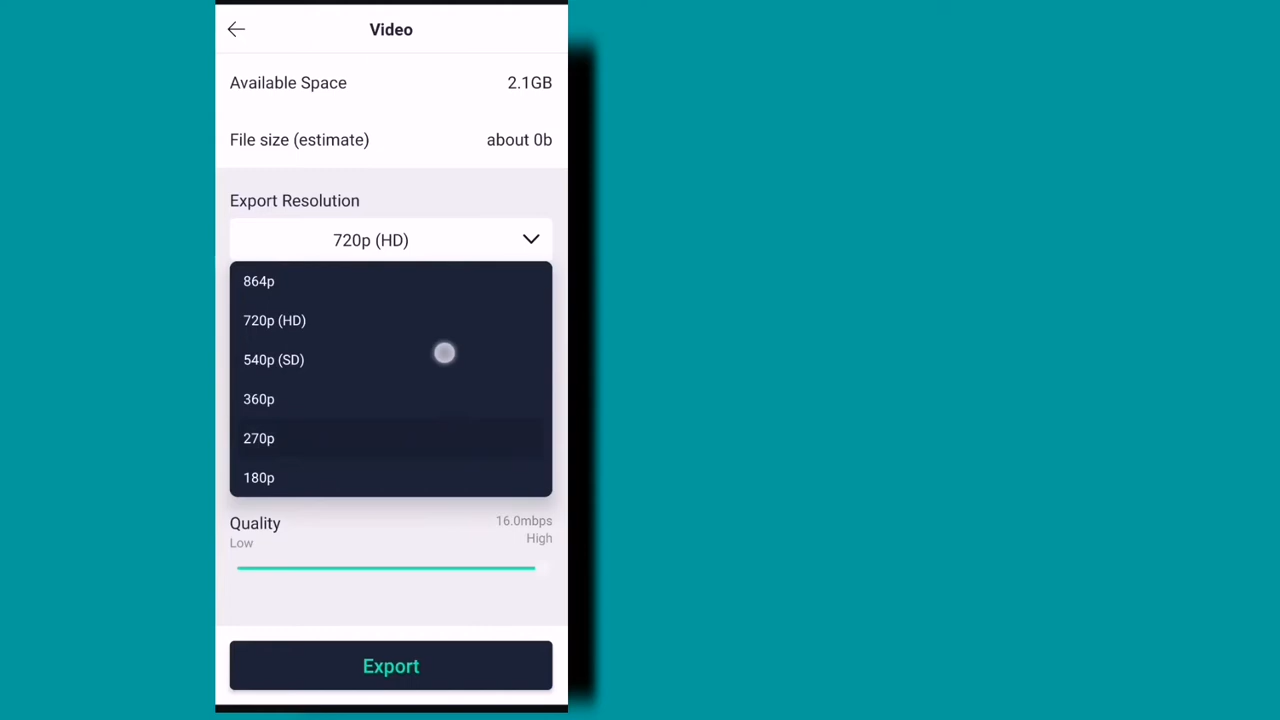 Video
Available Space 2.1GB
File size (estimate) about 0b
Export Resolution
720p (HD)
864p
720p (HD)
540p (SD)
360p
270p
180p
Quality 16.0mbps
Low High
Export